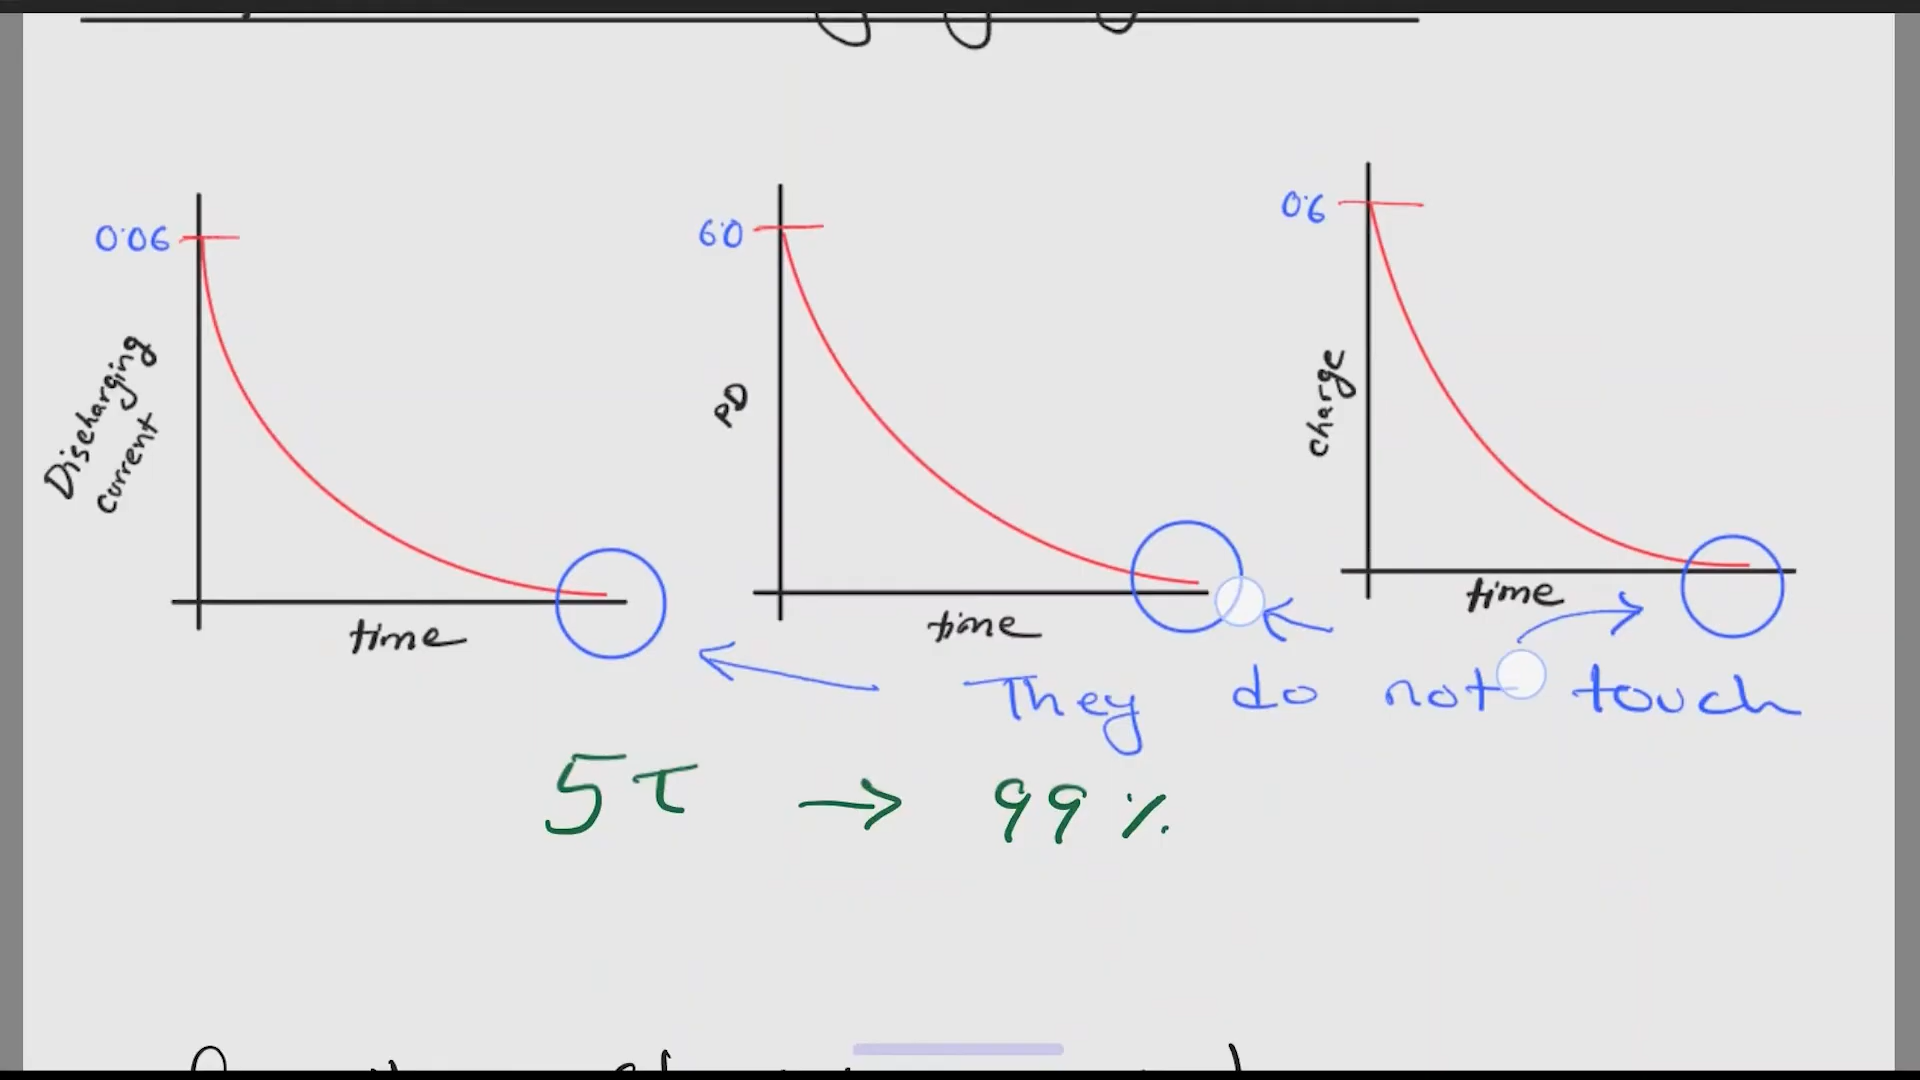 0.06
Discharging
current
time
6.0
PD
time
0.6
charge
time
They do not touch
5τ → 99%